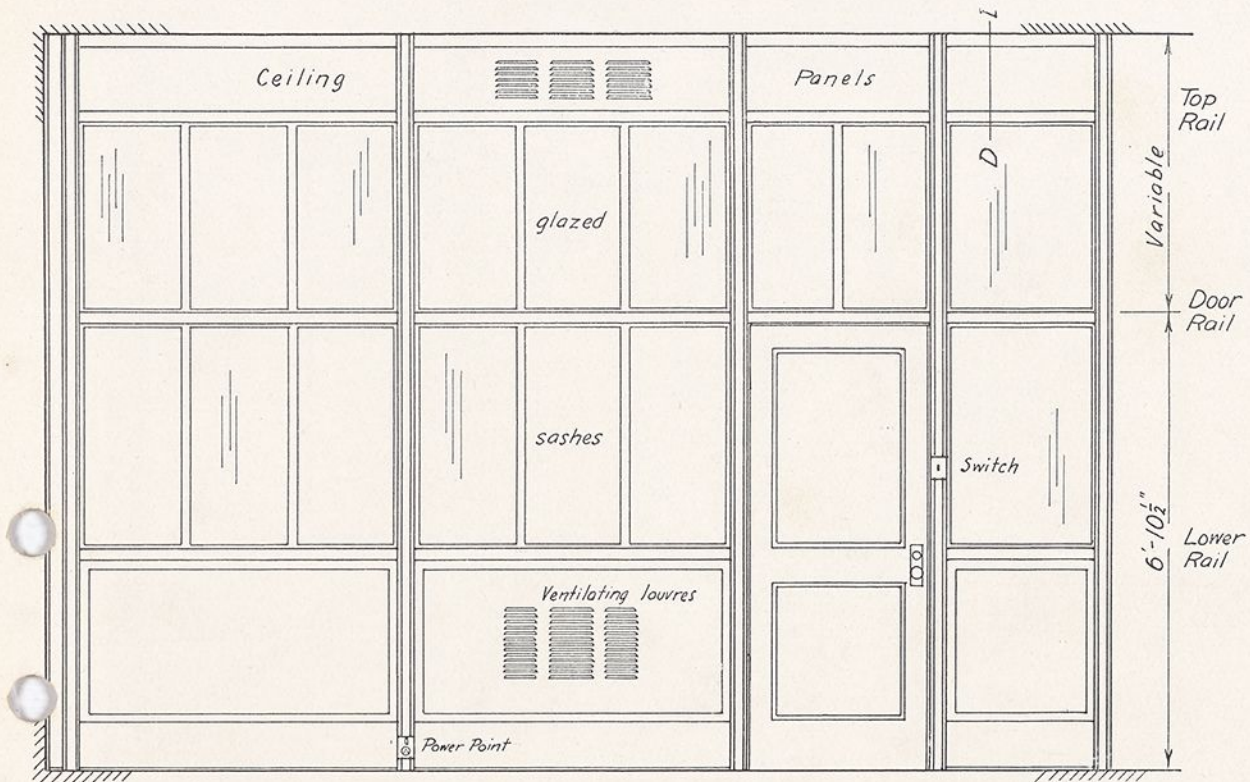 Ceiling
Panels
Top
Rail
D
Variable
glazed
Door
Rail
sashes
Switch
6'-10½"
Lower
Rail
Ventilating louvres
Power Point